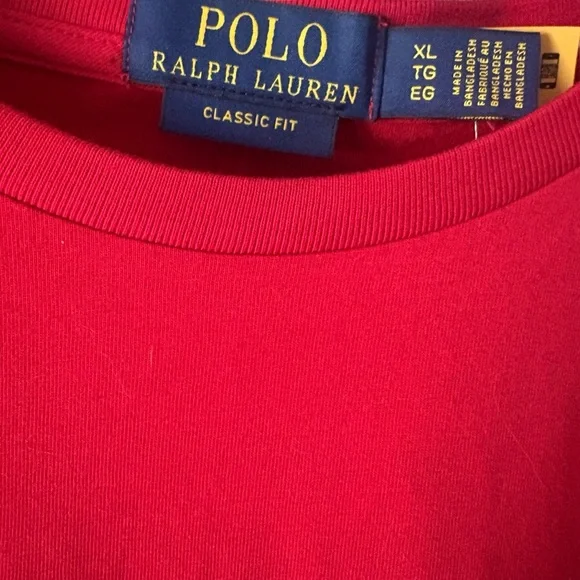 POLO
RALPH LAUREN
CLASSIC FIT
XL
TG
EG
MADE IN
BANGLADESH
FABRIQUÉ AU
BANGLADESH
HECHO EN
BANGLADESH